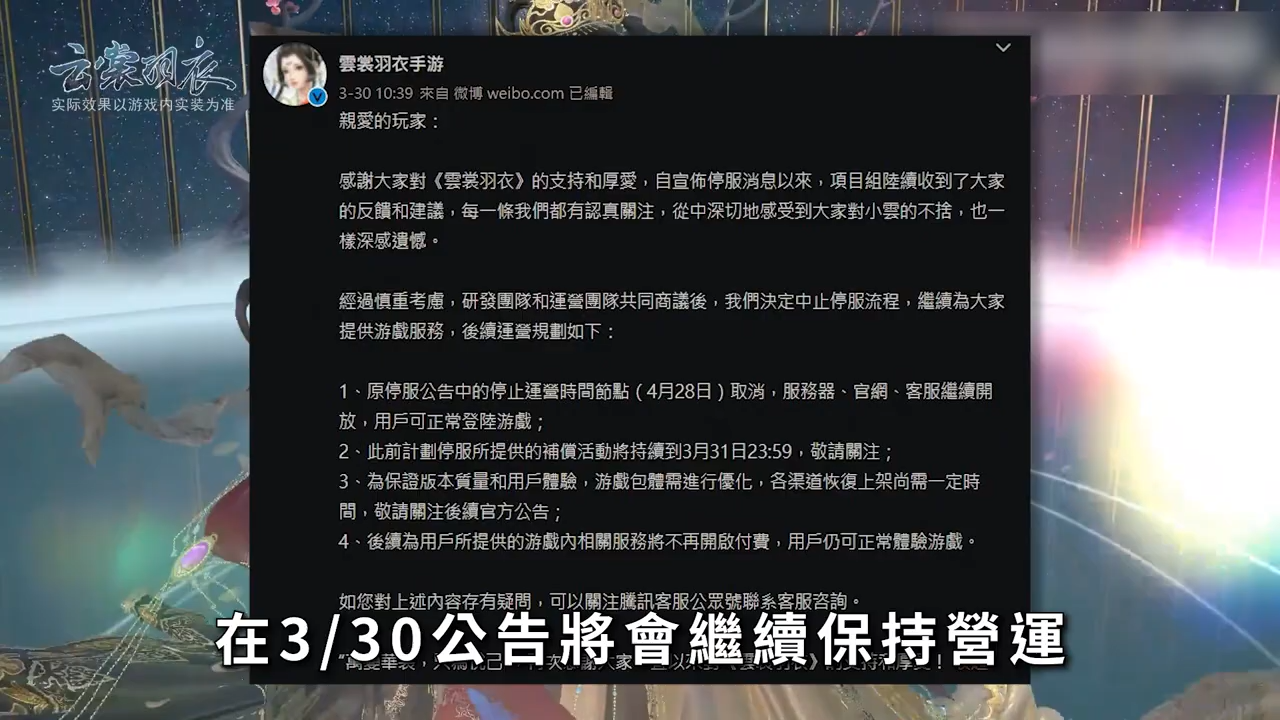 云裳羽衣
实际效果以游戏内实装为准
雲裳羽衣手游
3-30 10:39 來自 微博 weibo.com 已編輯
親愛的玩家：
感謝大家對《雲裳羽衣》的支持和厚愛，自宣佈停服消息以來，項目組陸續收到了大家
的反饋和建議，每一條我們都有認真關注，從中深切地感受到大家對小雲的不捨，也一
樣深感遺憾。
經過慎重考慮，研發團隊和運營團隊共同商議後，我們決定中止停服流程，繼續為大家
提供游戲服務，後續運營規劃如下：
1、原停服公告中的停止運營時間節點（4月28日）取消，服務器、官網、客服繼續開
放，用戶可正常登陸游戲；
2、此前計劃停服所提供的補償活動將持續到3月31日23:59，敬請關注；
3、為保證版本質量和用戶體驗，游戲包體需進行優化，各渠道恢復上架尚需一定時
間，敬請關注後續官方公告；
4、後續為用戶所提供的游戲內相關服務將不再開啟付費，用戶仍可正常體驗游戲。
如您對上述內容存有疑問，可以關注騰訊客服公眾號聯系客服咨詢。
在3/30公告將會繼續保持營運